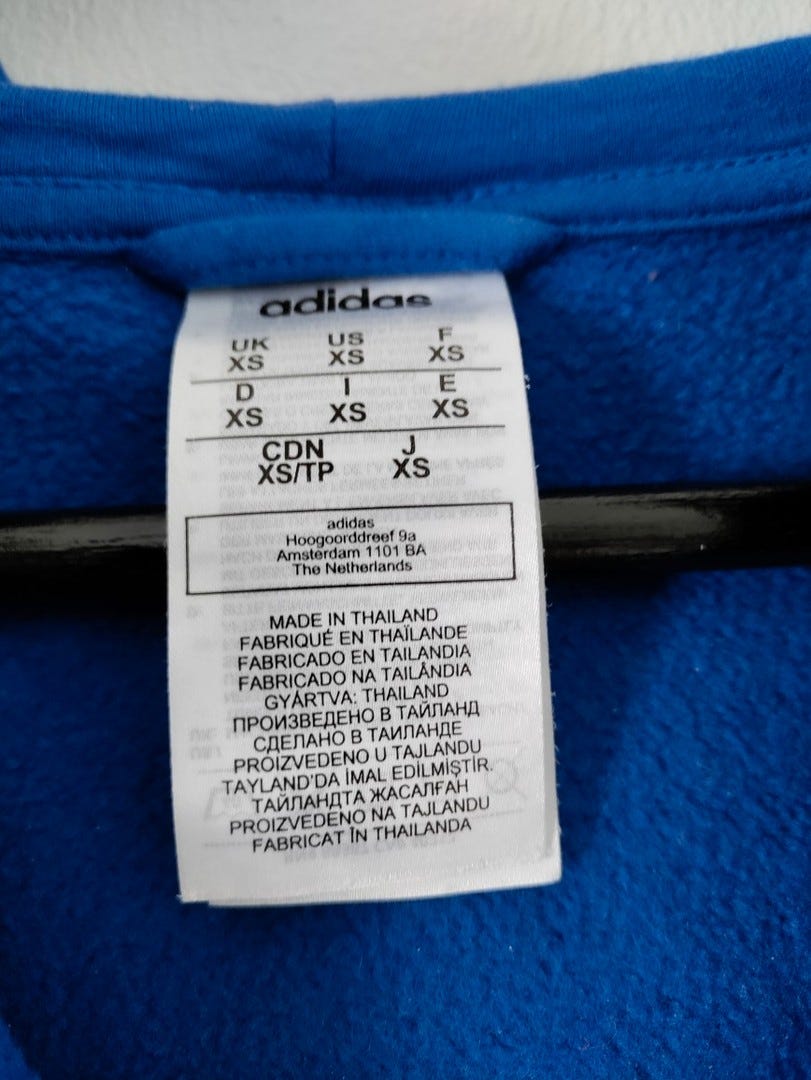 adidas
UK US F
XS XS XS
D I E
XS XS XS
CDN J
XS/TP XS
adidas
Hoogoorddreef 9a
Amsterdam 1101 BA
The Netherlands
MADE IN THAILAND
FABRIQUÉ EN THAÏLANDE
FABRICADO EN TAILANDIA
FABRICADO NA TAILÂNDIA
GYÁRTVA: THAILAND
ПРОИЗВЕДЕНО В ТАЙЛАНД
СДЕЛАНО В ТАИЛАНДЕ
PROIZVEDENO U TAJLANDU
TAYLAND'DA İMAL EDİLMİŞTİR.
ТАЙЛАНДТА ЖАСАЛҒАН
PROIZVEDENO NA TAJLANDU
FABRICAT ÎN THAILANDA